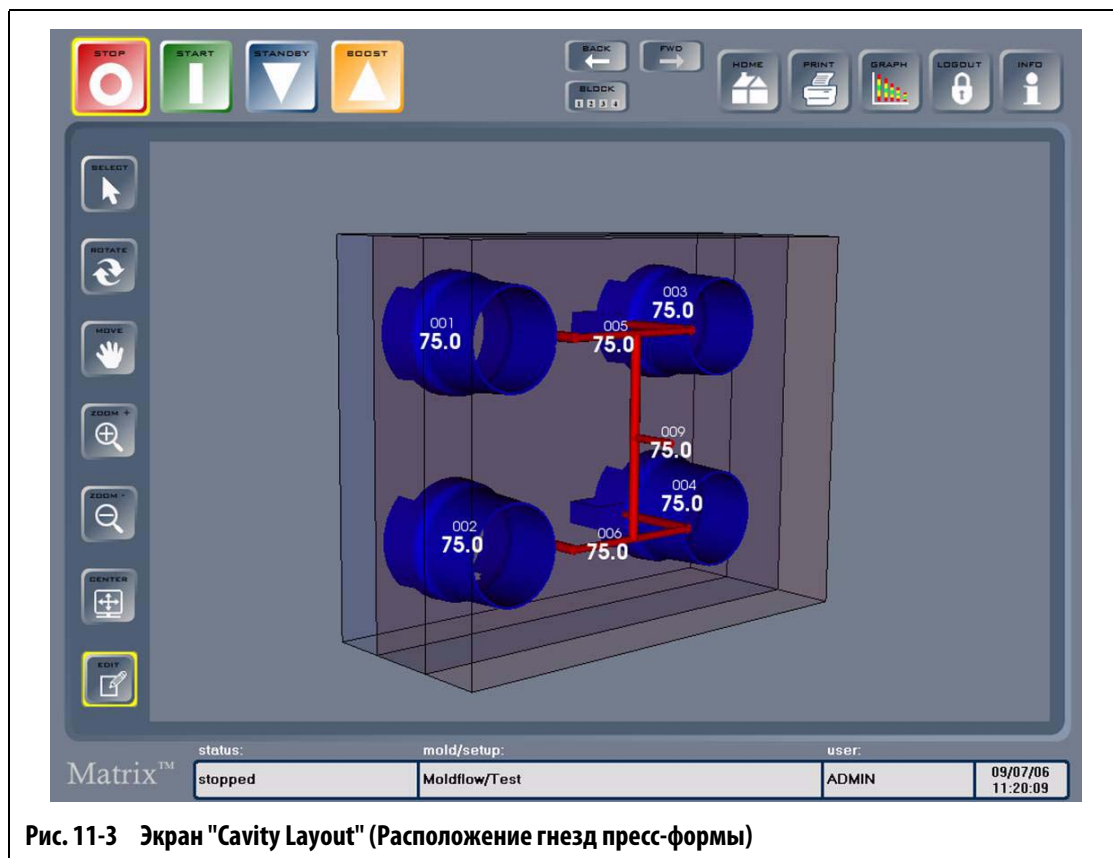 STOP
START
STANDBY
BOOST
BACK
FWD
BLOCK
1 2 3 4
HOME
PRINT
GRAPH
LOGOUT
INFO
SELECT
ROTATE
MOVE
ZOOM +
ZOOM -
CENTER
EDIT
001
75.0
003
75.0
005
75.0
009
75.0
004
75.0
002
75.0
006
75.0
status: mold/setup: user:
Matrix™ stopped Moldflow/Test ADMIN 09/07/06
11:20:09
Рис. 11-3 Экран "Cavity Layout" (Расположение гнезд пресс-формы)